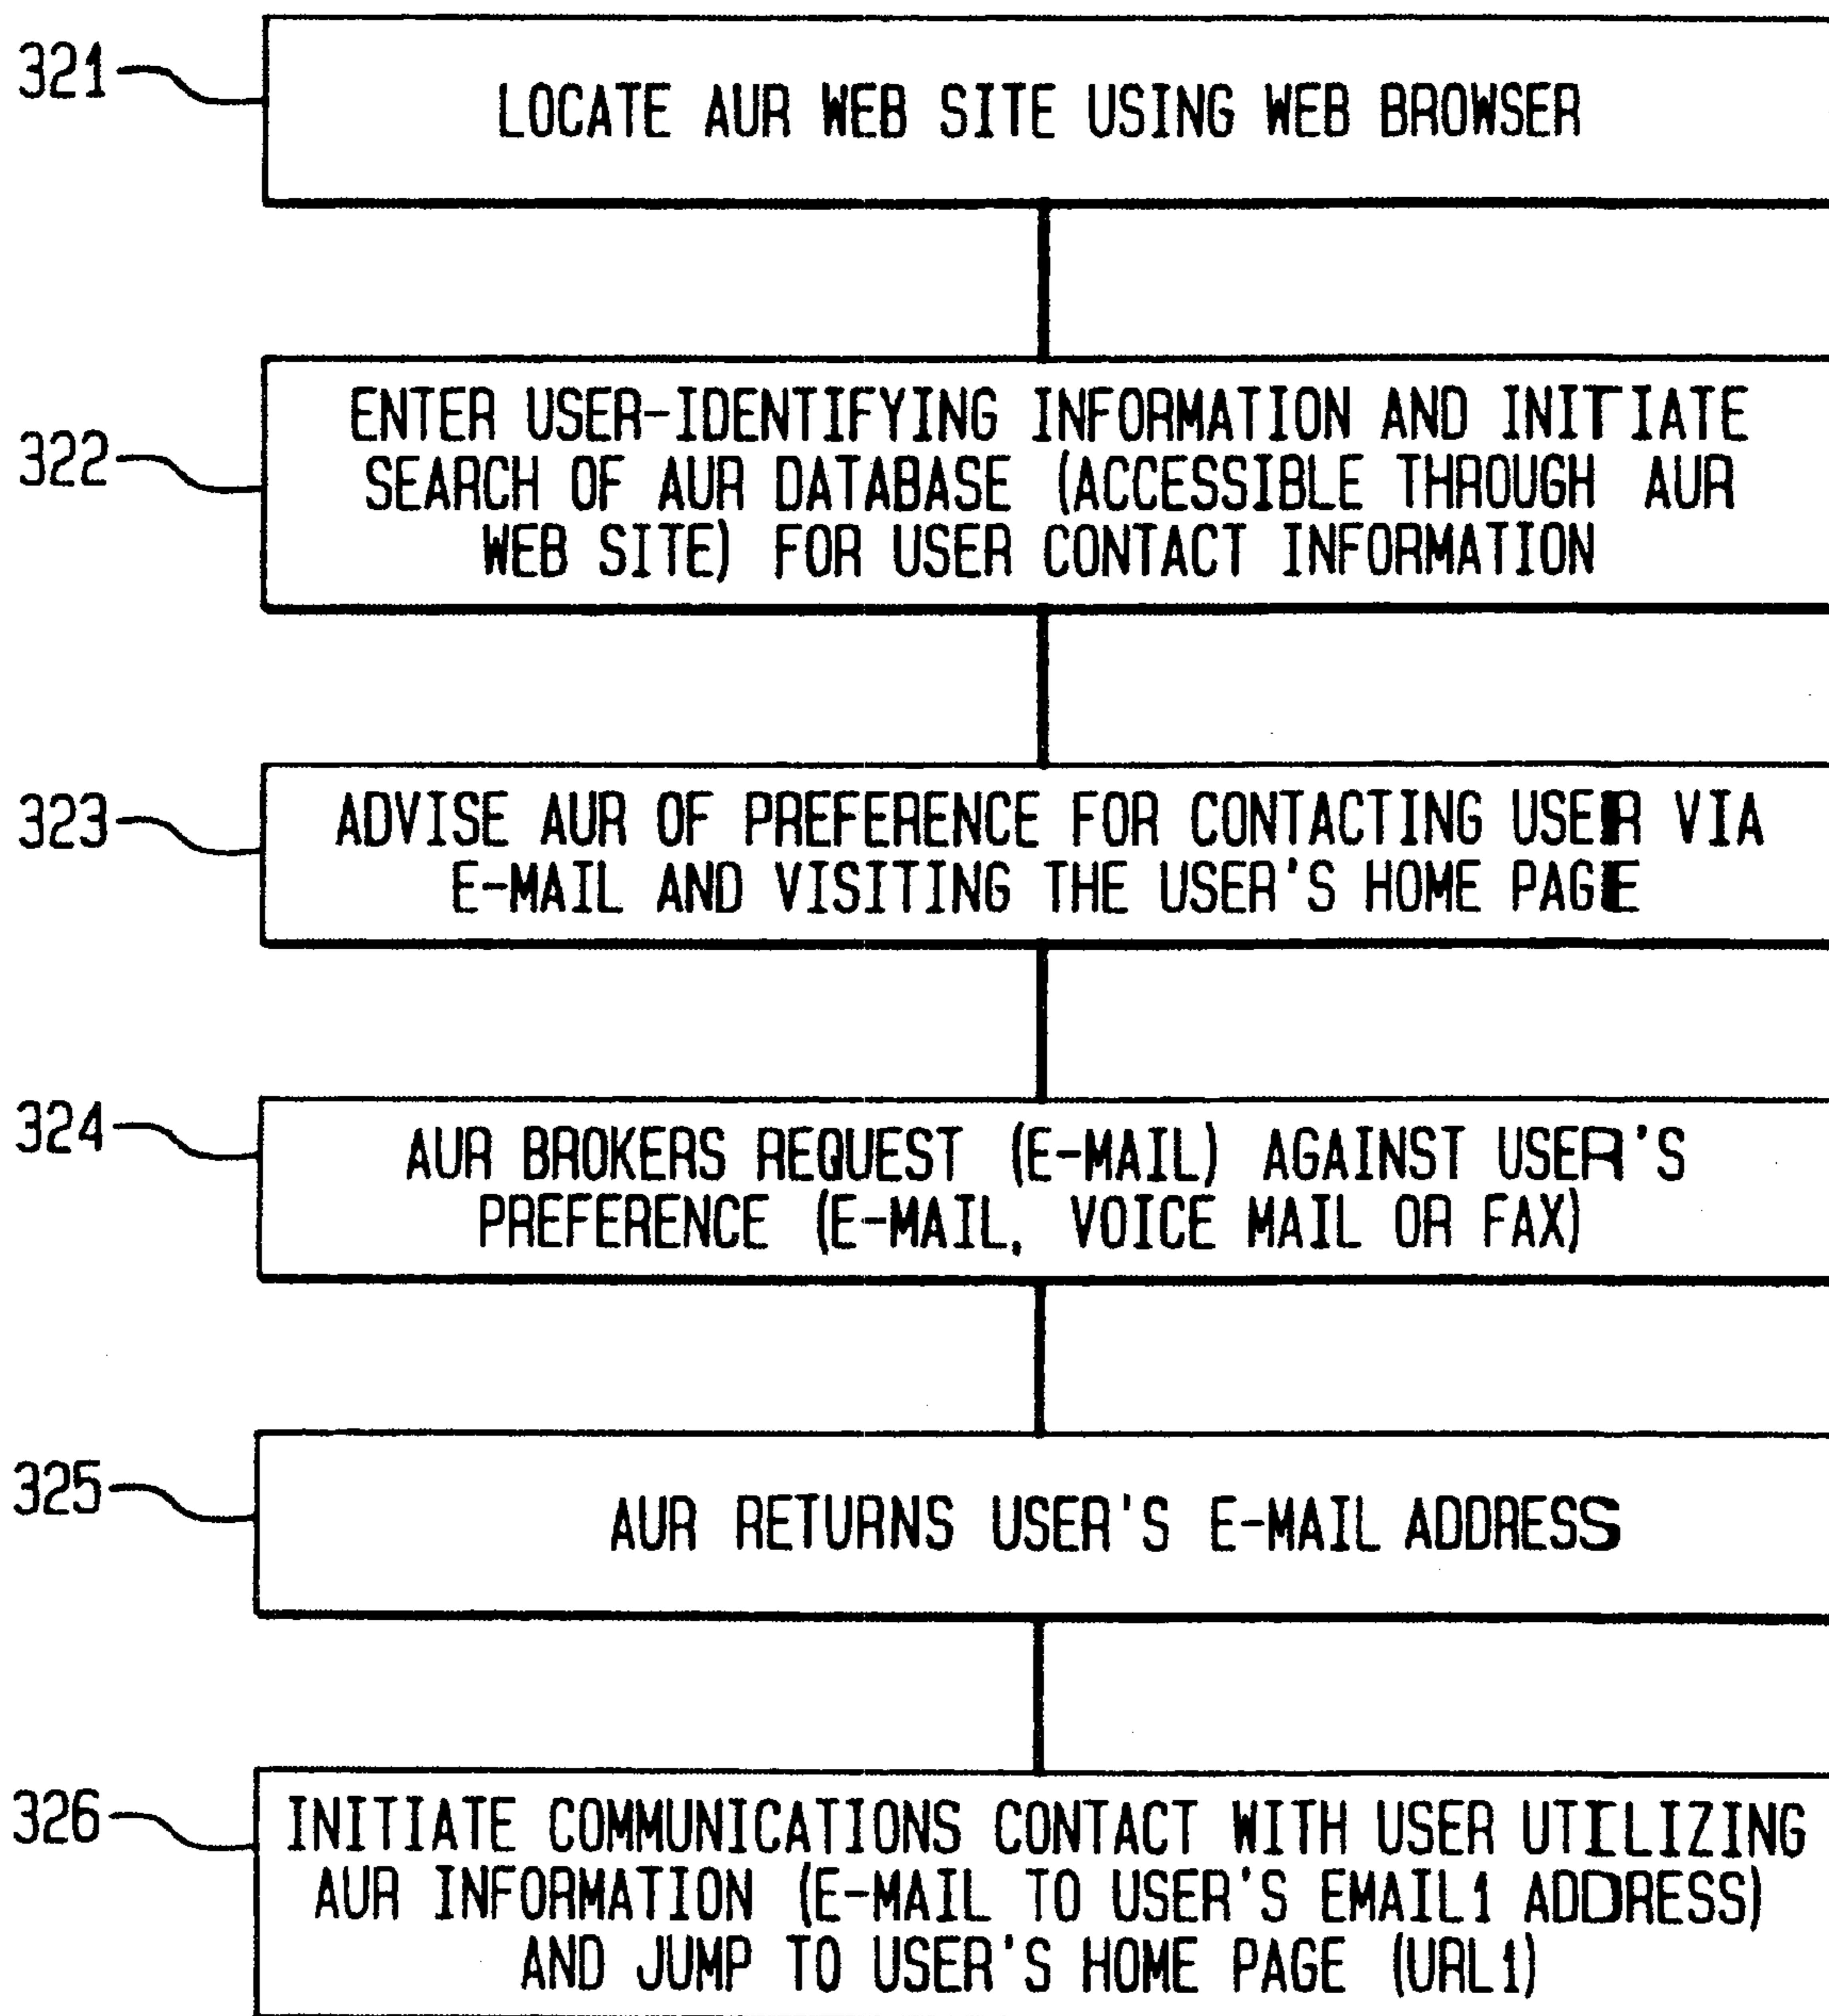 321
LOCATE AUR WEB SITE USING WEB BROWSER
322
ENTER USER-IDENTIFYING INFORMATION AND INITIATE
SEARCH OF AUR DATABASE (ACCESSIBLE THROUGH AUR
WEB SITE) FOR USER CONTACT INFORMATION
323
ADVISE AUR OF PREFERENCE FOR CONTACTING USER VIA
E-MAIL AND VISITING THE USER'S HOME PAGE
324
AUR BROKERS REQUEST (E-MAIL) AGAINST USER'S
PREFERENCE (E-MAIL, VOICE MAIL OR FAX)
325
AUR RETURNS USER'S E-MAIL ADDRESS
326
INITIATE COMMUNICATIONS CONTACT WITH USER UTILIZING
AUR INFORMATION (E-MAIL TO USER'S EMAIL1 ADDRESS)
AND JUMP TO USER'S HOME PAGE (URL1)